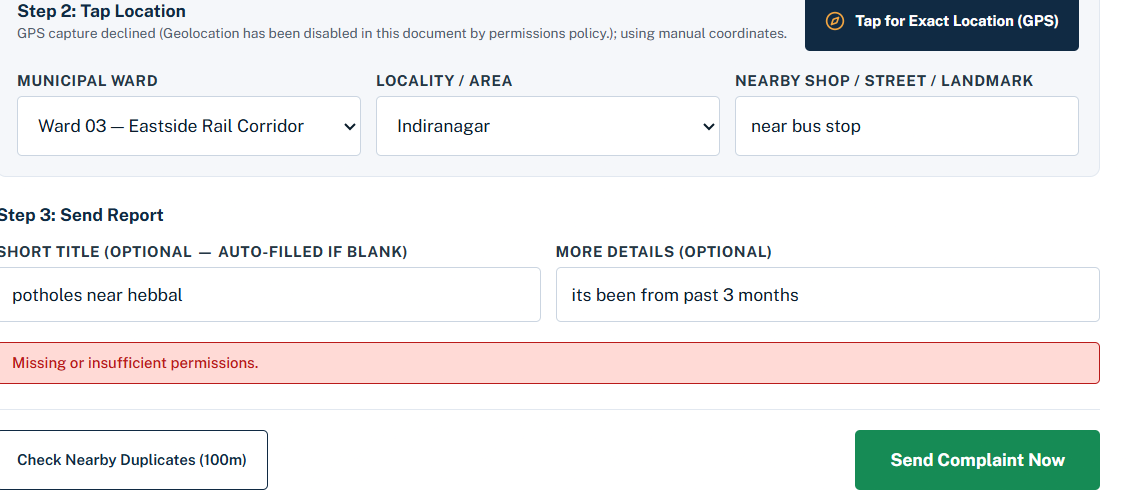 Step 2: Tap Location
GPS capture declined (Geolocation has been disabled in this document by permissions policy.); using manual coordinates.
Tap for Exact Location (GPS)
MUNICIPAL WARD
LOCALITY / AREA
NEARBY SHOP / STREET / LANDMARK
Ward 03 — Eastside Rail Corridor
Indiranagar
near bus stop
Step 3: Send Report
SHORT TITLE (OPTIONAL — AUTO-FILLED IF BLANK)
MORE DETAILS (OPTIONAL)
potholes near hebbal
its been from past 3 months
Missing or insufficient permissions.
Check Nearby Duplicates (100m)
Send Complaint Now